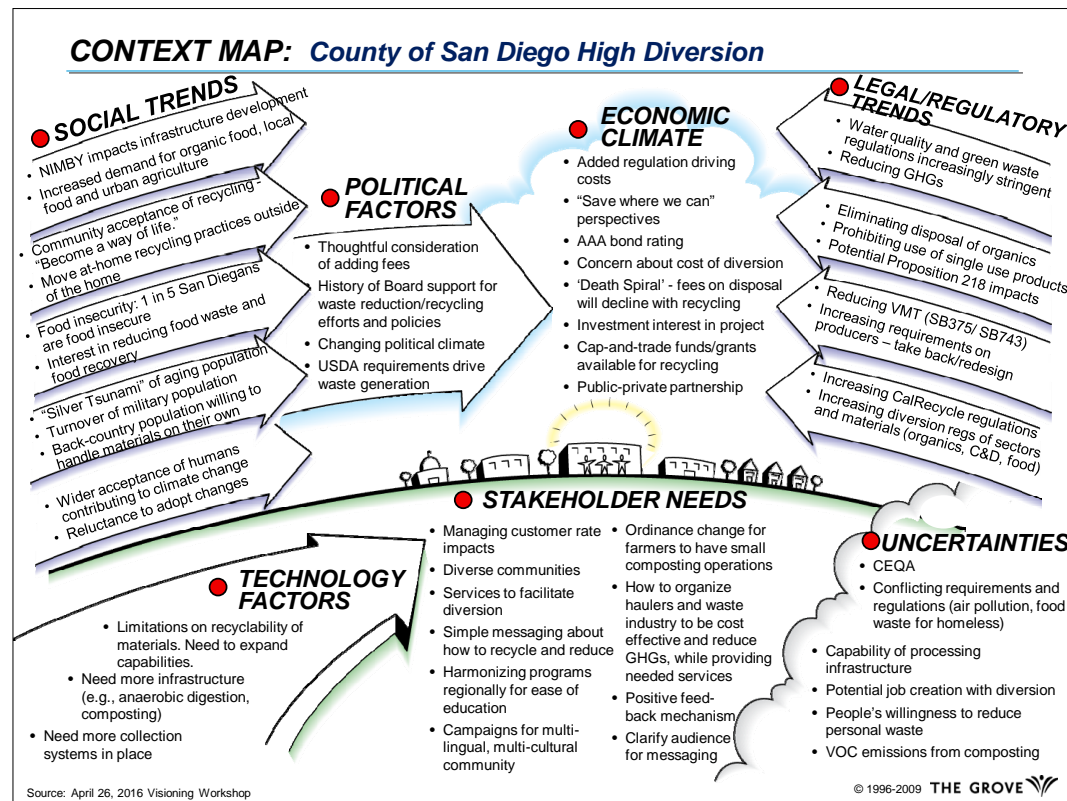 CONTEXT MAP: County of San Diego High Diversion
SOCIAL TRENDS
• NIMBY impacts infrastructure development
• Increased demand for organic food, local
food and urban agriculture
• Community acceptance of recycling -
“Become a way of life.”
• Move at-home recycling practices outside
of the home
• Food insecurity: 1 in 5 San Diegans
are food insecure
• Interest in reducing food waste and
food recovery
• “Silver Tsunami” of aging population
• Turnover of military population
• Back-country population willing to
handle materials on their own
• Wider acceptance of humans
contributing to climate change
• Reluctance to adopt changes
POLITICAL
FACTORS
• Thoughtful consideration
of adding fees
• History of Board support for
waste reduction/recycling
efforts and policies
• Changing political climate
• USDA requirements drive
waste generation
ECONOMIC
CLIMATE
• Added regulation driving
costs
• “Save where we can”
perspectives
• AAA bond rating
• Concern about cost of diversion
• ‘Death Spiral’ - fees on disposal
will decline with recycling
• Investment interest in project
• Cap-and-trade funds/grants
available for recycling
• Public-private partnership
LEGAL/REGULATORY
TRENDS
• Water quality and green waste
regulations increasingly stringent
• Reducing GHGs
• Eliminating disposal of organics
• Prohibiting use of single use products
• Potential Proposition 218 impacts
• Reducing VMT (SB375/ SB743)
• Increasing requirements on
producers – take back/redesign
• Increasing CalRecycle regulations
• Increasing diversion regs of sectors
and materials (organics, C&D, food)
TECHNOLOGY
FACTORS
• Limitations on recyclability of
materials. Need to expand
capabilities.
• Need more infrastructure
(e.g., anaerobic digestion,
composting)
• Need more collection
systems in place
STAKEHOLDER NEEDS
• Managing customer rate
impacts
• Diverse communities
• Services to facilitate
diversion
• Simple messaging about
how to recycle and reduce
• Harmonizing programs
regionally for ease of
education
• Campaigns for multi-
lingual, multi-cultural
community
• Ordinance change for
farmers to have small
composting operations
• How to organize
haulers and waste
industry to be cost
effective and reduce
GHGs, while providing
needed services
• Positive feed-
back mechanism
• Clarify audience
for messaging
UNCERTAINTIES
• CEQA
• Conflicting requirements and
regulations (air pollution, food
waste for homeless)
• Capability of processing
infrastructure
• Potential job creation with diversion
• People’s willingness to reduce
personal waste
• VOC emissions from composting
Source: April 26, 2016 Visioning Workshop
© 1996-2009 THE GROVE